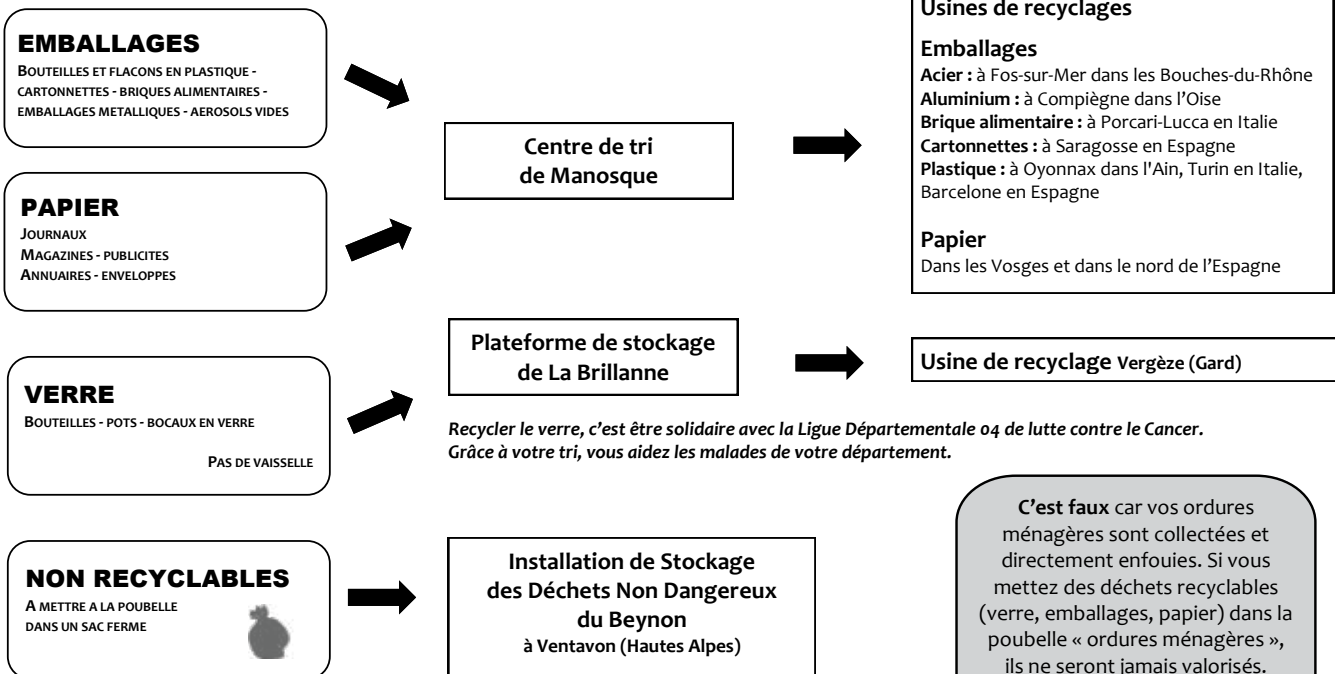 EMBALLAGES
BOUTEILLES ET FLACONS EN PLASTIQUE -
CARTONNETTES - BRIQUES ALIMENTAIRES -
EMBALLAGES METALLIQUES - AEROSOLS VIDES
PAPIER
JOURNAUX
MAGAZINES - PUBLICITES
ANNUAIRES - ENVELOPPES
Centre de tri
de Manosque
Usines de recyclages
Emballages
Acier : à Fos-sur-Mer dans les Bouches-du-Rhône
Aluminium : à Compiègne dans l'Oise
Brique alimentaire : à Porcari-Lucca en Italie
Cartonnettes : à Saragosse en Espagne
Plastique : à Oyonnax dans l'Ain, Turin en Italie,
Barcelone en Espagne
Papier
Dans les Vosges et dans le nord de l'Espagne
VERRE
BOUTEILLES - POTS - BOCAUX EN VERRE
PAS DE VAISSELLE
Plateforme de stockage
de La Brillanne
Usine de recyclage Vergèze (Gard)
Recycler le verre, c'est être solidaire avec la Ligue Départementale 04 de lutte contre le Cancer.
Grâce à votre tri, vous aidez les malades de votre département.
NON RECYCLABLES
A METTRE A LA POUBELLE
DANS UN SAC FERME
Installation de Stockage
des Déchets Non Dangereux
du Beynon
à Ventavon (Hautes Alpes)
C'est faux car vos ordures
ménagères sont collectées et
directement enfouies. Si vous
mettez des déchets recyclables
(verre, emballages, papier) dans la
poubelle « ordures ménagères »,
ils ne seront jamais valorisés.